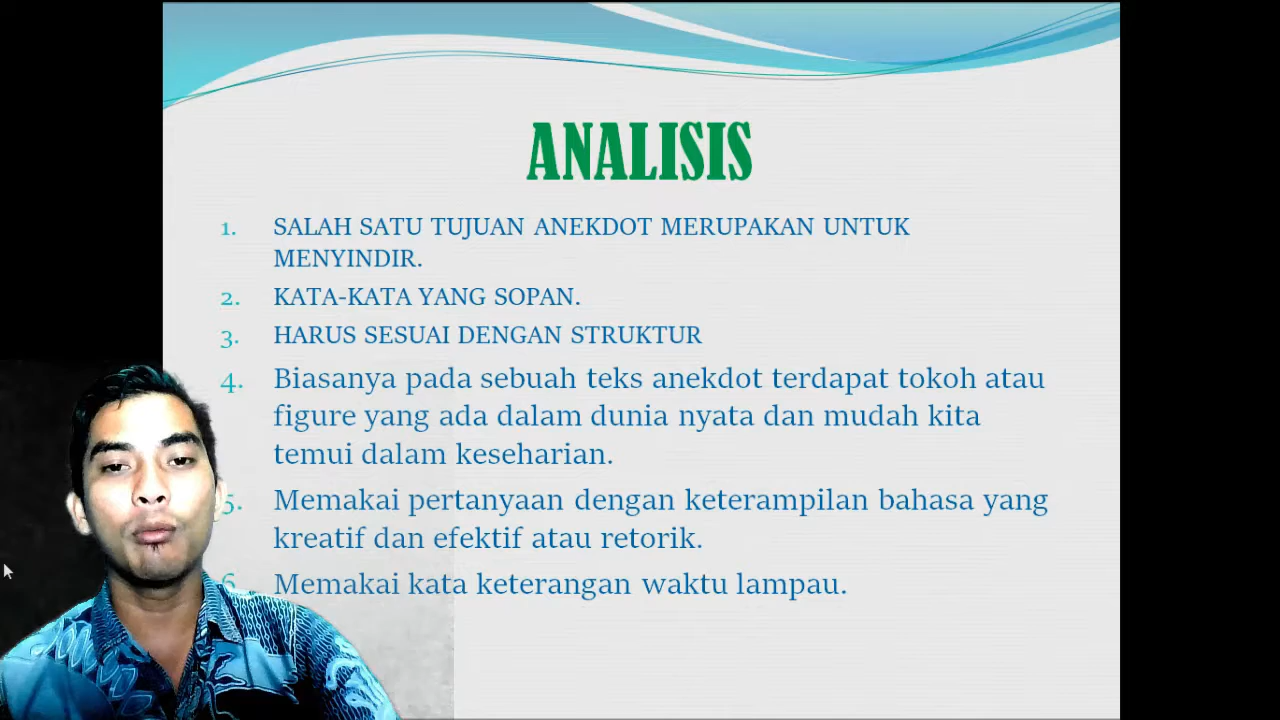 ANALISIS
1. SALAH SATU TUJUAN ANEKDOT MERUPAKAN UNTUK
MENYINDIR.
2. KATA-KATA YANG SOPAN.
3. HARUS SESUAI DENGAN STRUKTUR
4. Biasanya pada sebuah teks anekdot terdapat tokoh atau
figure yang ada dalam dunia nyata dan mudah kita
temui dalam keseharian.
5. Memakai pertanyaan dengan keterampilan bahasa yang
kreatif dan efektif atau retorik.
6. Memakai kata keterangan waktu lampau.